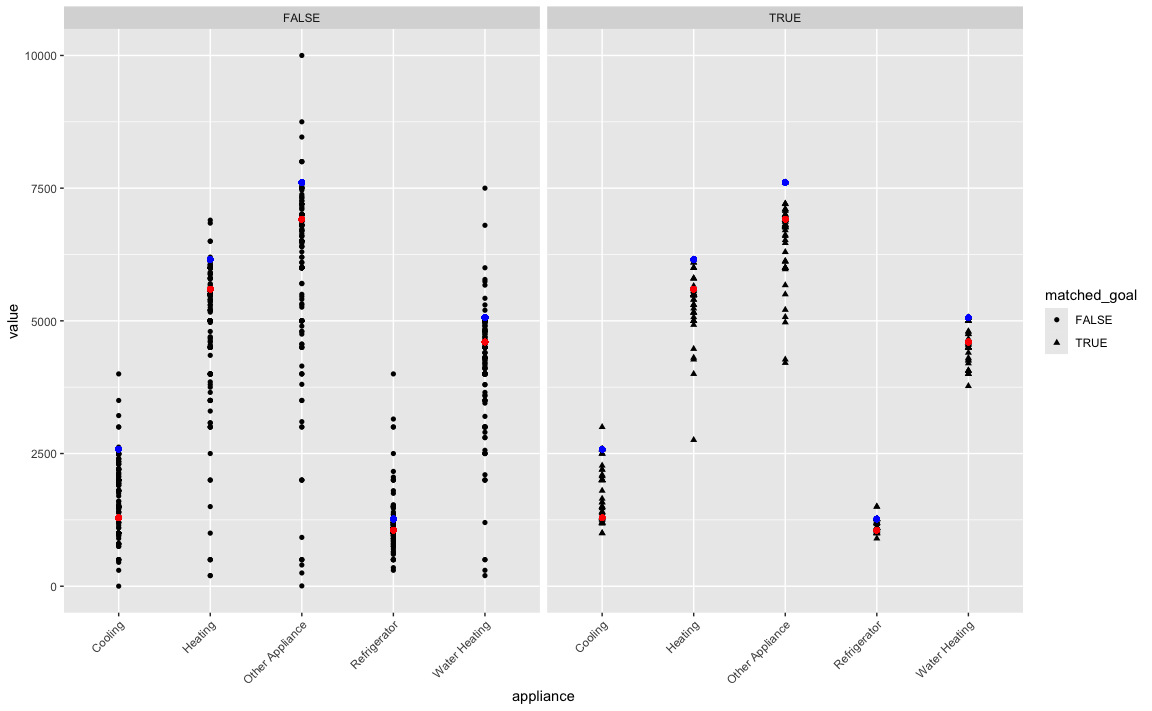 FALSE
TRUE
10000
7500
5000
2500
0
value
Cooling
Heating
Other Appliance
Refrigerator
Water Heating
Cooling
Heating
Other Appliance
Refrigerator
Water Heating
appliance
matched_goal
FALSE
TRUE